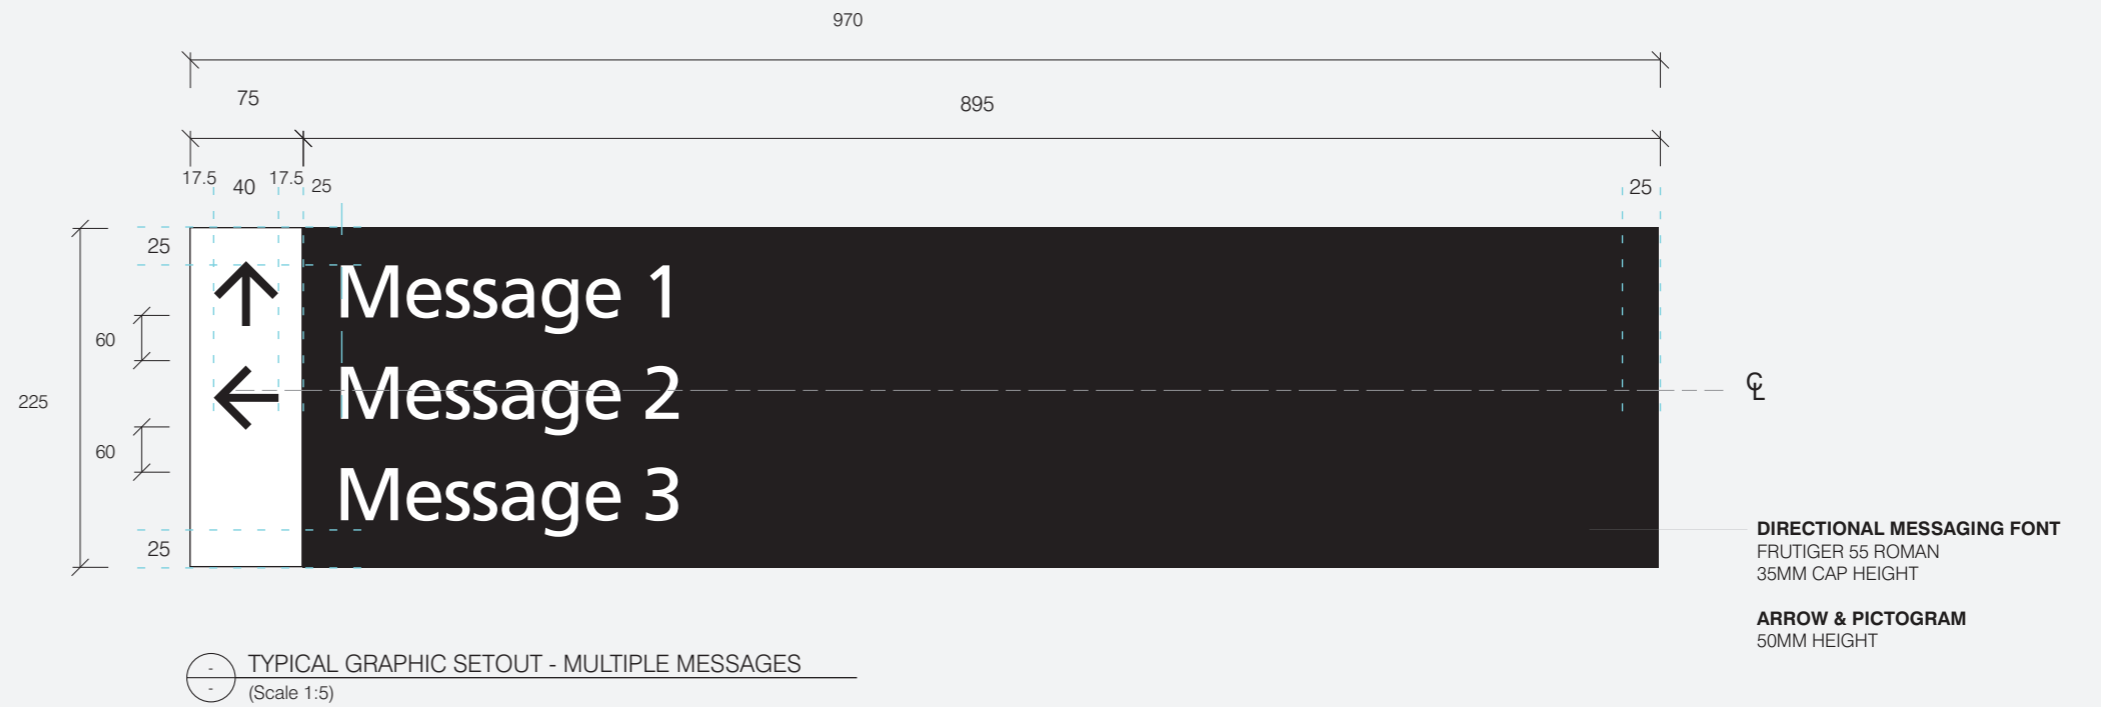 970
75
895
17.5
40
17.5
25
25
25
Message 1
60
Message 2
℄
225
60
Message 3
25
DIRECTIONAL MESSAGING FONT
FRUTIGER 55 ROMAN
35MM CAP HEIGHT
ARROW & PICTOGRAM
50MM HEIGHT
-
-
TYPICAL GRAPHIC SETOUT - MULTIPLE MESSAGES
(Scale 1:5)